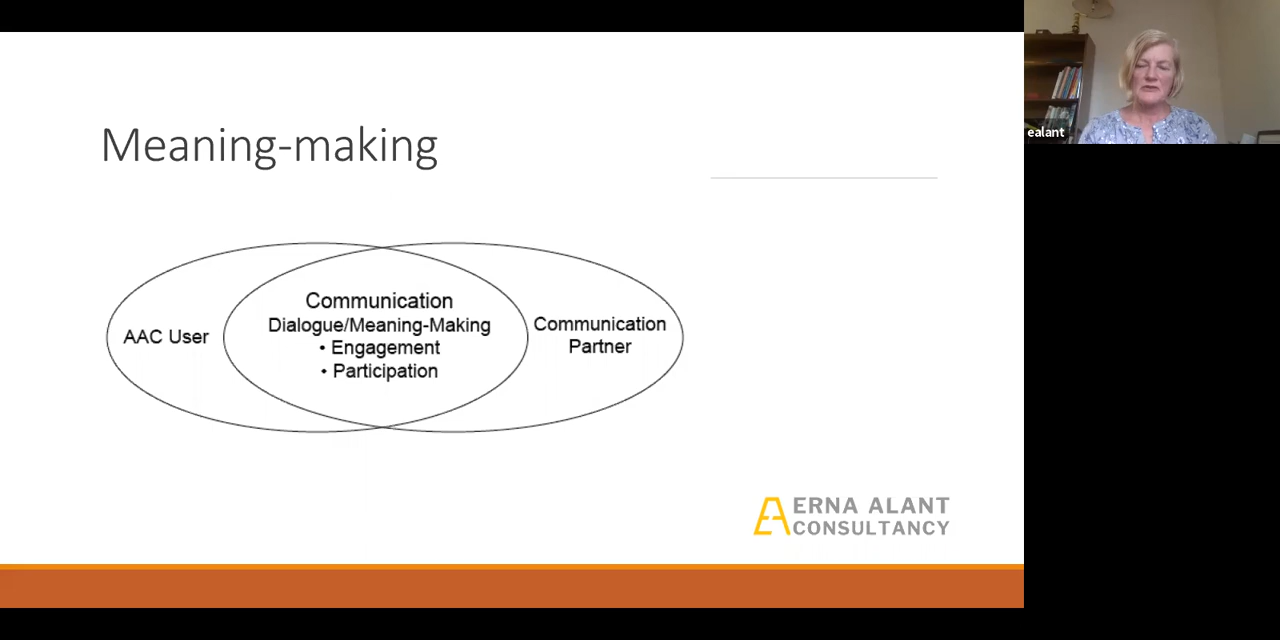 Meaning-making
AAC User
Communication
Dialogue/Meaning-Making
• Engagement
• Participation
Communication
Partner
ERNA ALANT
CONSULTANCY
ealant